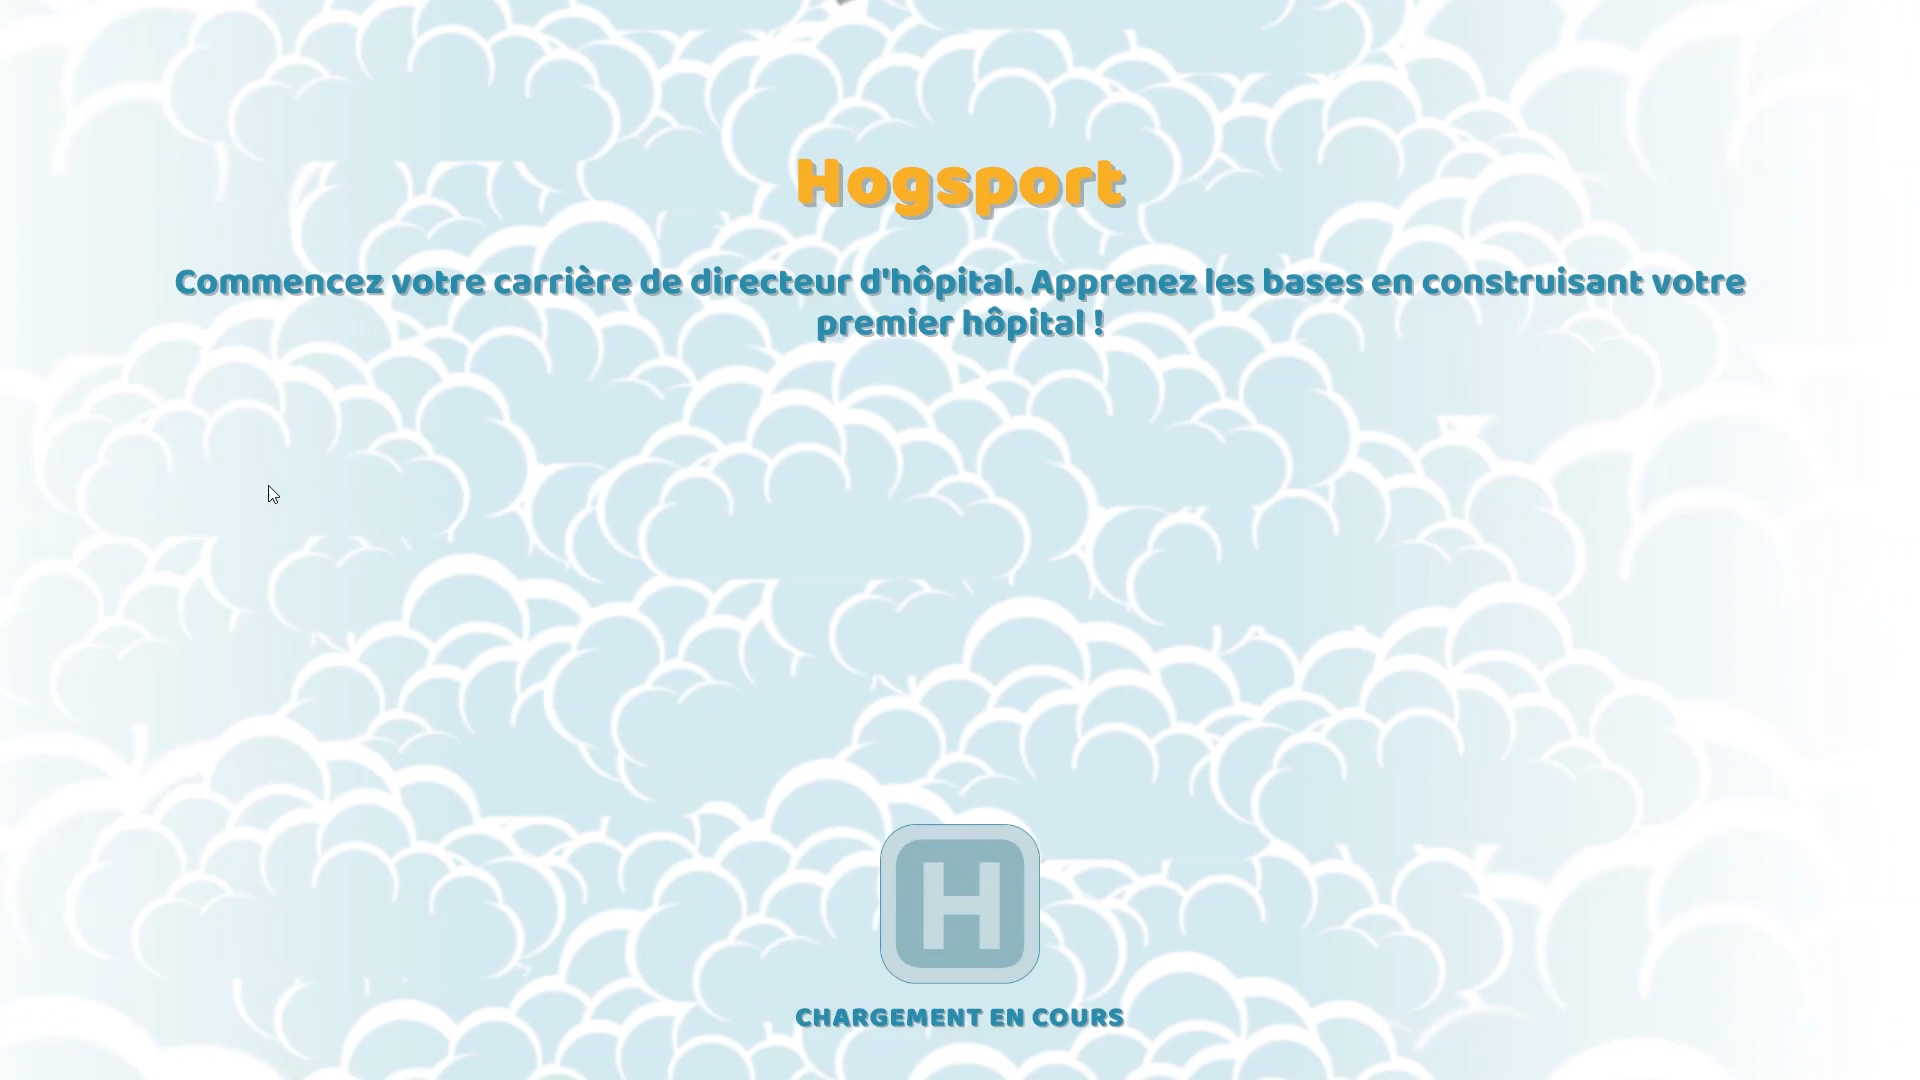 Hogsport
Commencez votre carrière de directeur d'hôpital. Apprenez les bases en construisant votre
premier hôpital !
H
CHARGEMENT EN COURS